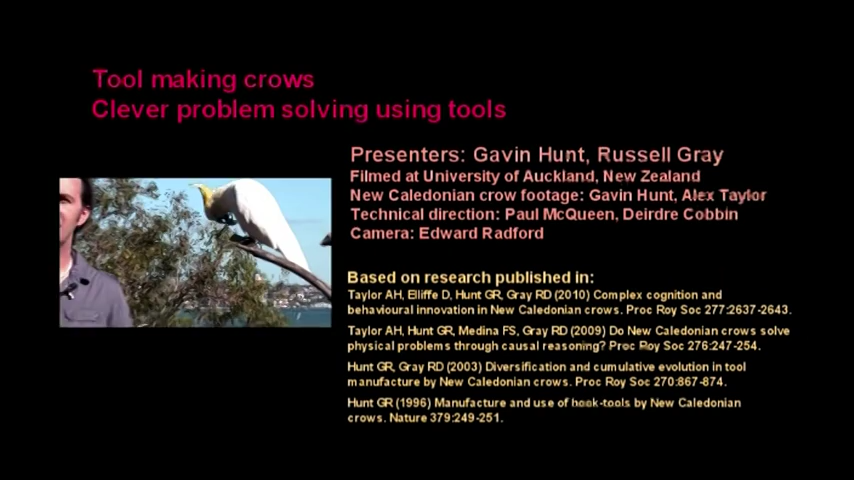 Tool making crows
Clever problem solving using tools
Presenters: Gavin Hunt, Russell Gray
Filmed at University of Auckland, New Zealand
New Caledonian crow footage: Gavin Hunt, Alex Taylor
Technical direction: Paul McQueen, Deirdre Cobbin
Camera: Edward Radford
Based on research published in:
Taylor AH, Elliffe D, Hunt GR, Gray RD (2010) Complex cognition and
behavioural innovation in New Caledonian crows. Proc Roy Soc 277:2637-2643.
Taylor AH, Hunt GR, Medina FS, Gray RD (2009) Do New Caledonian crows solve
physical problems through causal reasoning? Proc Roy Soc 276:247-254.
Hunt GR, Gray RD (2003) Diversification and cumulative evolution in tool
manufacture by New Caledonian crows. Proc Roy Soc 270:867-874.
Hunt GR (1996) Manufacture and use of hook-tools by New Caledonian
crows. Nature 379:249-251.